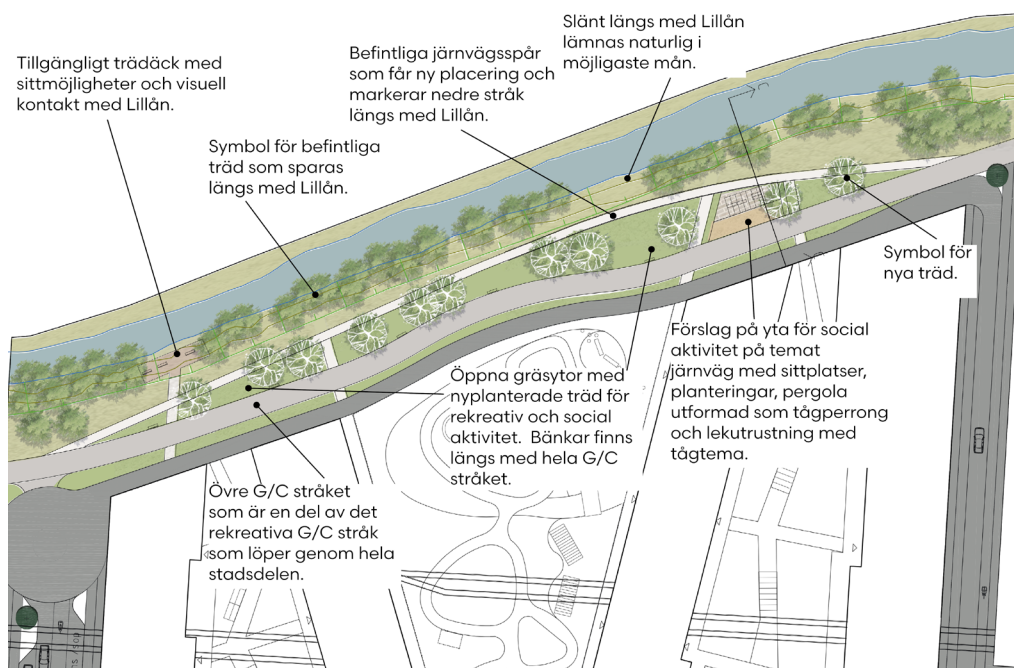 Tillgängligt trädäck med
sittmöjligheter och visuell
kontakt med Lillån.
Symbol för befintliga
träd som sparas
längs med Lillån.
Befintliga järnvägsspår
som får ny placering och
markerar nedre stråk
längs med Lillån.
Slänt längs med Lillån
lämnas naturlig i
möjligaste mån.
Symbol för
nya träd.
Förslag på yta för social
aktivitet på temat
järnväg med sittplatser,
planteringar, pergola
utformad som tågperrong
och lekutrustning med
tågtema.
Öppna gräsytor med
nyplanterade träd för
rekreativ och social
aktivitet. Bänkar finns
längs med hela G/C
stråket.
Övre G/C stråket
som är en del av det
rekreativa G/C stråk
som löper genom hela
stadsdelen.